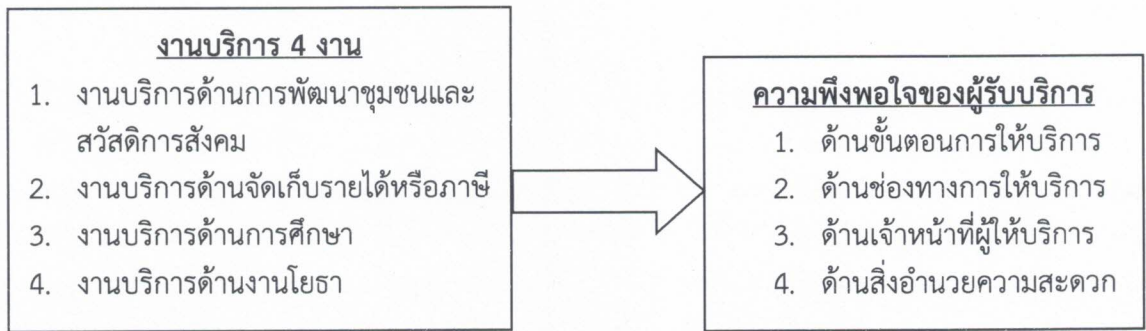 งานบริการ 4 งาน
1. งานบริการด้านการพัฒนาชุมชนและ
สวัสดิการสังคม
2. งานบริการด้านจัดเก็บรายได้หรือภาษี
3. งานบริการด้านการศึกษา
4. งานบริการด้านงานโยธา
ความพึงพอใจของผู้รับบริการ
1. ด้านขั้นตอนการให้บริการ
2. ด้านช่องทางการให้บริการ
3. ด้านเจ้าหน้าที่ผู้ให้บริการ
4. ด้านสิ่งอำนวยความสะดวก